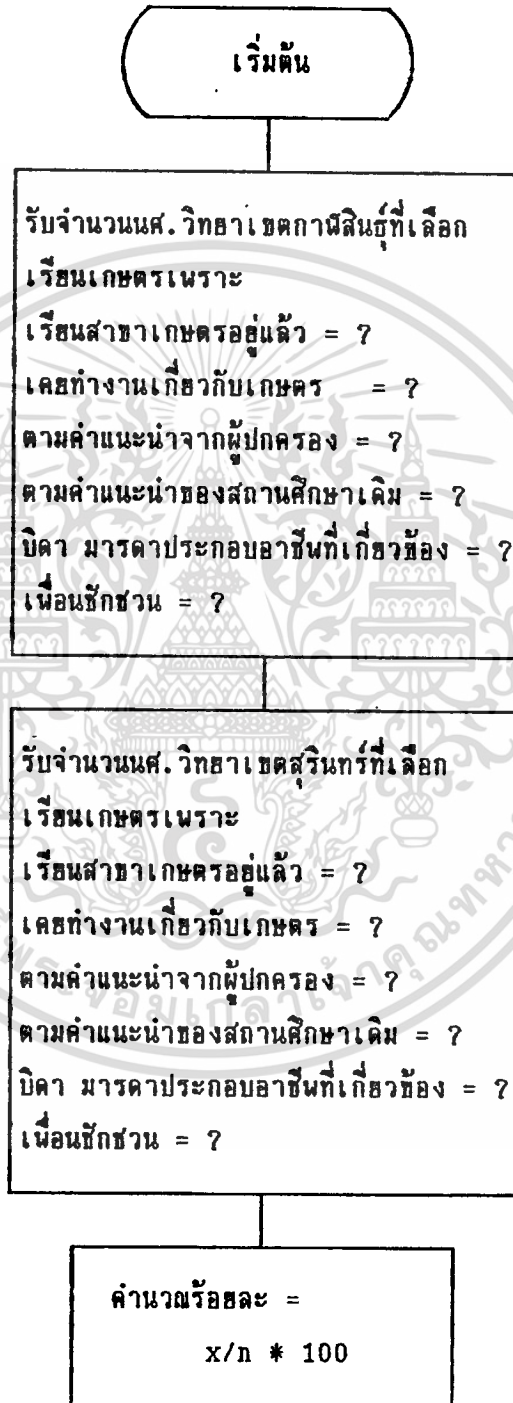 เริ่มต้น
รับจำนวนนศ.วิทยาเขตกาฬสินธุ์ที่เลือก
เรียนเกษตรเพราะ
เรียนสาขาเกษตรอยู่แล้ว = ?
เคยทำงานเกี่ยวกับเกษตร = ?
ตามคำแนะนำจากผู้ปกครอง = ?
ตามคำแนะนำของสถานศึกษาเดิม = ?
บิดา มารดาประกอบอาชีพที่เกี่ยวข้อง = ?
เพื่อนชักชวน = ?
รับจำนวนนศ.วิทยาเขตสุรินทร์ที่เลือก
เรียนเกษตรเพราะ
เรียนสาขาเกษตรอยู่แล้ว = ?
เคยทำงานเกี่ยวกับเกษตร = ?
ตามคำแนะนำจากผู้ปกครอง = ?
ตามคำแนะนำของสถานศึกษาเดิม = ?
บิดา มารดาประกอบอาชีพที่เกี่ยวข้อง = ?
เพื่อนชักชวน = ?
คำนวณร้อยละ =
x/n * 100